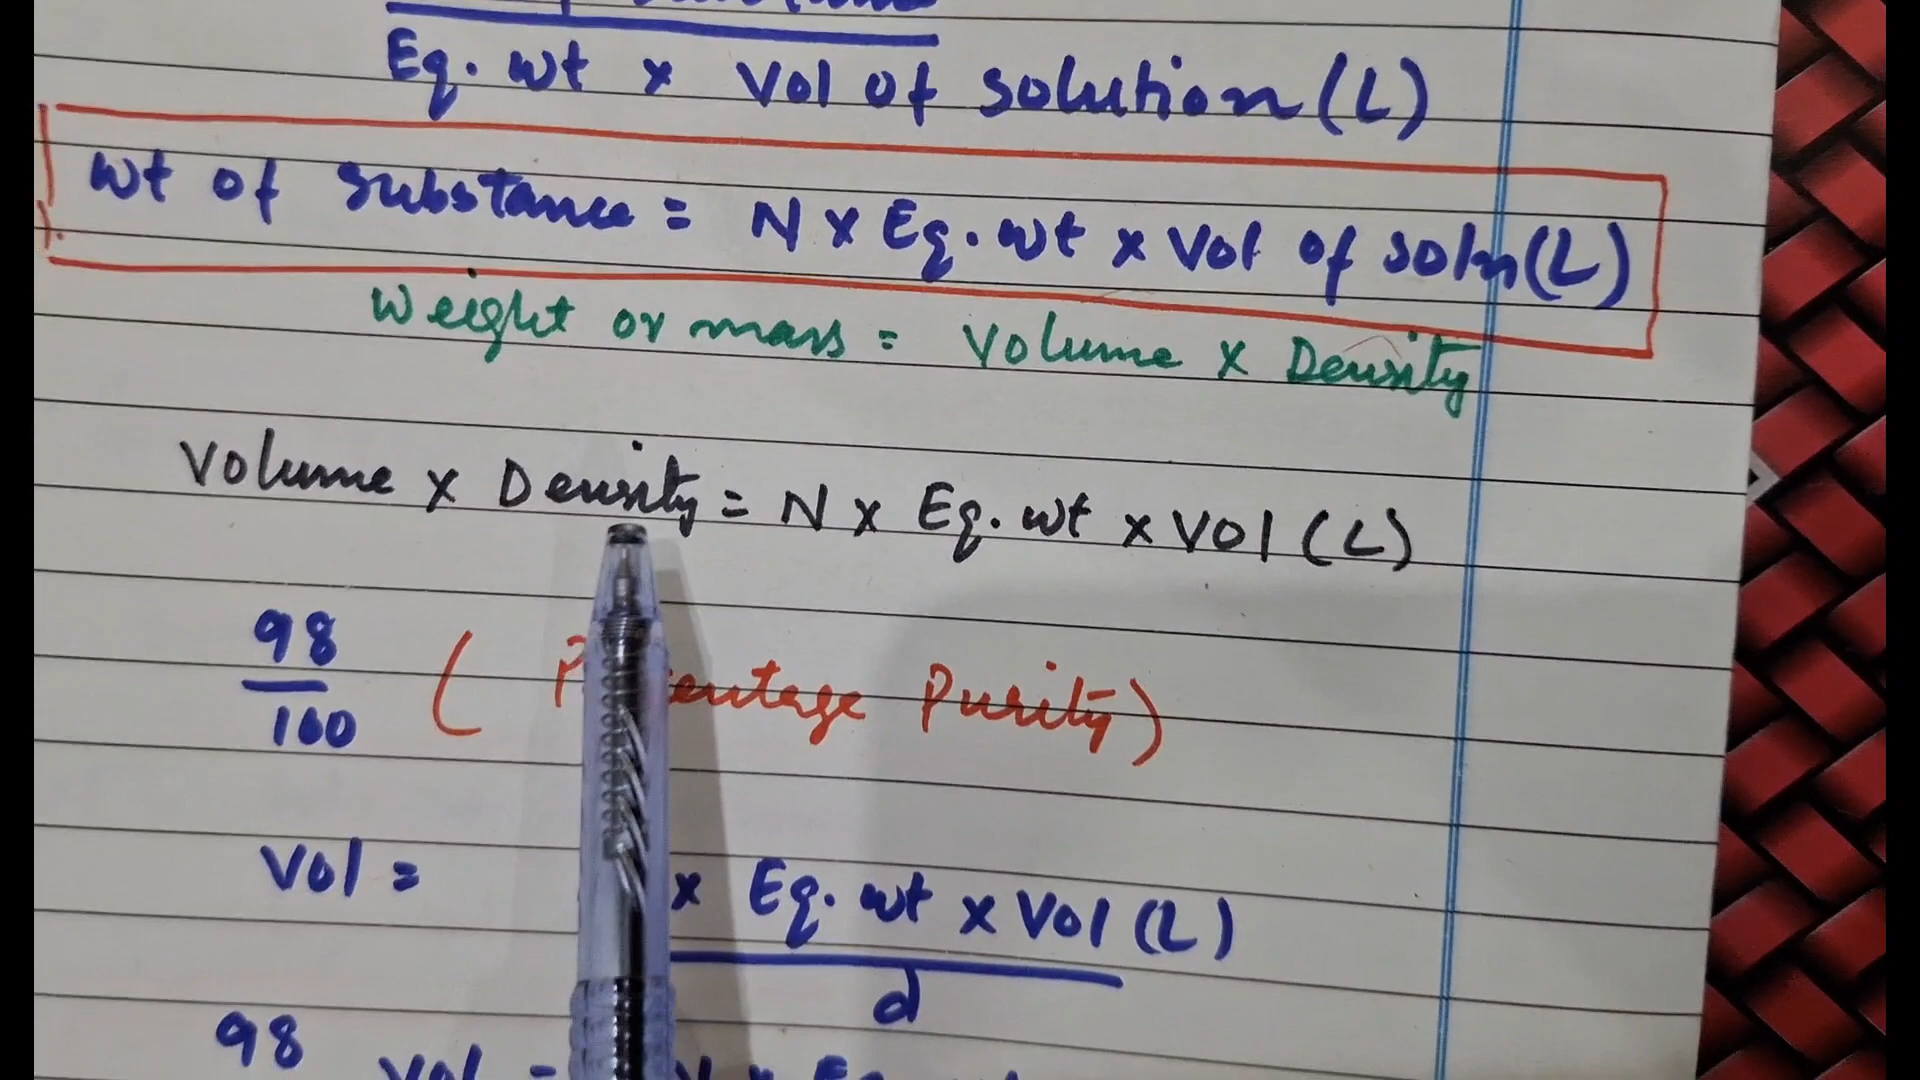 Eq. wt x Vol of solution (L)
wt of substance = N x Eq. wt x Vol of soln (L)
Weight or mass = Volume x Density
Volume x Density = N x Eq. wt x Vol (L)
98
100
( Purity)
Vol = x Eq. wt x Vol (L)
d
98
Vol =